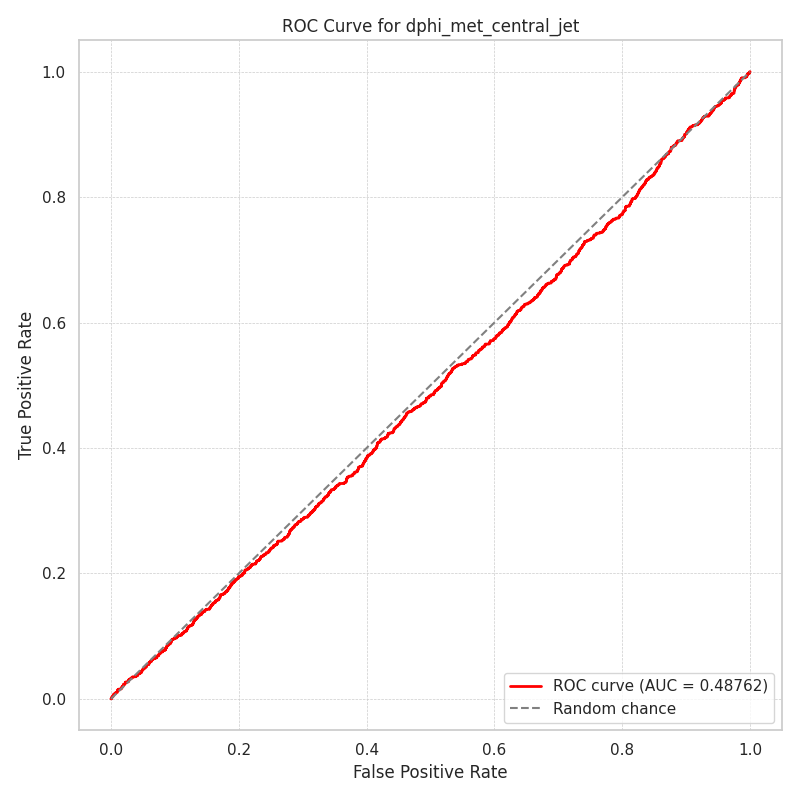 ROC Curve for dphi_met_central_jet
True Positive Rate
1.0
0.8
0.6
0.4
0.2
0.0
0.0 0.2 0.4 0.6 0.8 1.0
False Positive Rate
ROC curve (AUC = 0.48762)
Random chance